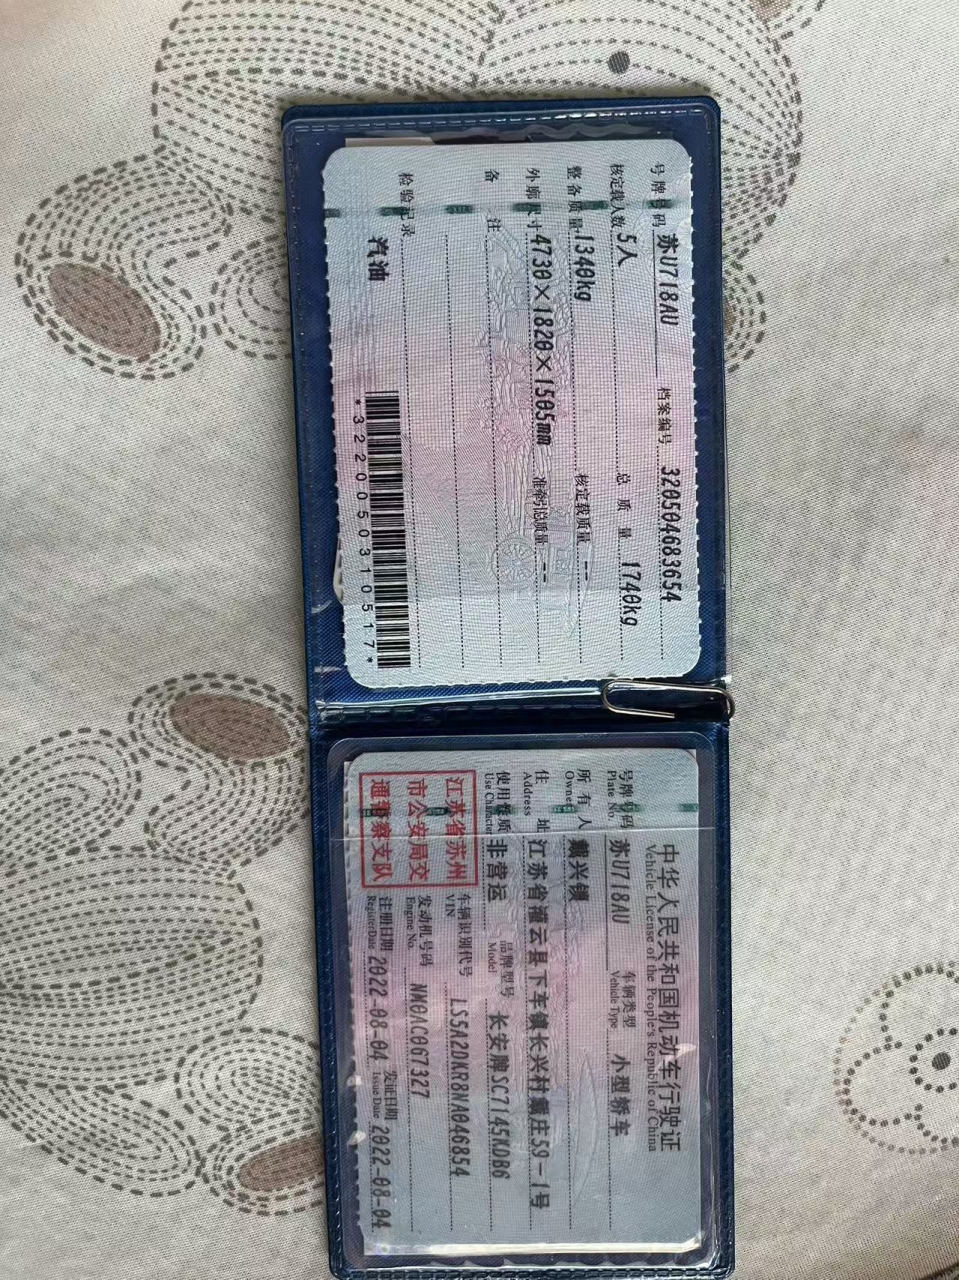 中华人民共和国机动车行驶证
Vehicle License of the People's Republic of China
号牌号码 苏U718AU 车辆类型 小型轿车
Plate No. Vehicle Type
所有人 戴兴锁
Owner
住址 江苏省灌云县下车镇长兴村戴庄59-1号
Address
使用性质 非营运 品牌型号 长安牌SC7145KDB6
Use Character Model
江苏省苏州
市公安局交
通警察支队
车辆识别代号 LS5A2DKR8NA046854
VIN
发动机号码 NM0AC0G7327
Engine No.
注册日期 2022-08-04 发证日期 2022-08-04
Register Date Issue Date
号牌号码 苏U718AU 档案编号 320504683654
核定载人数 5人 总质量 1740kg
整备质量 1340kg 核定载质量 --
外廓尺寸 4730×1820×1505mm 准牵引总质量 --
备注
检验记录
汽油
*3220050310517*